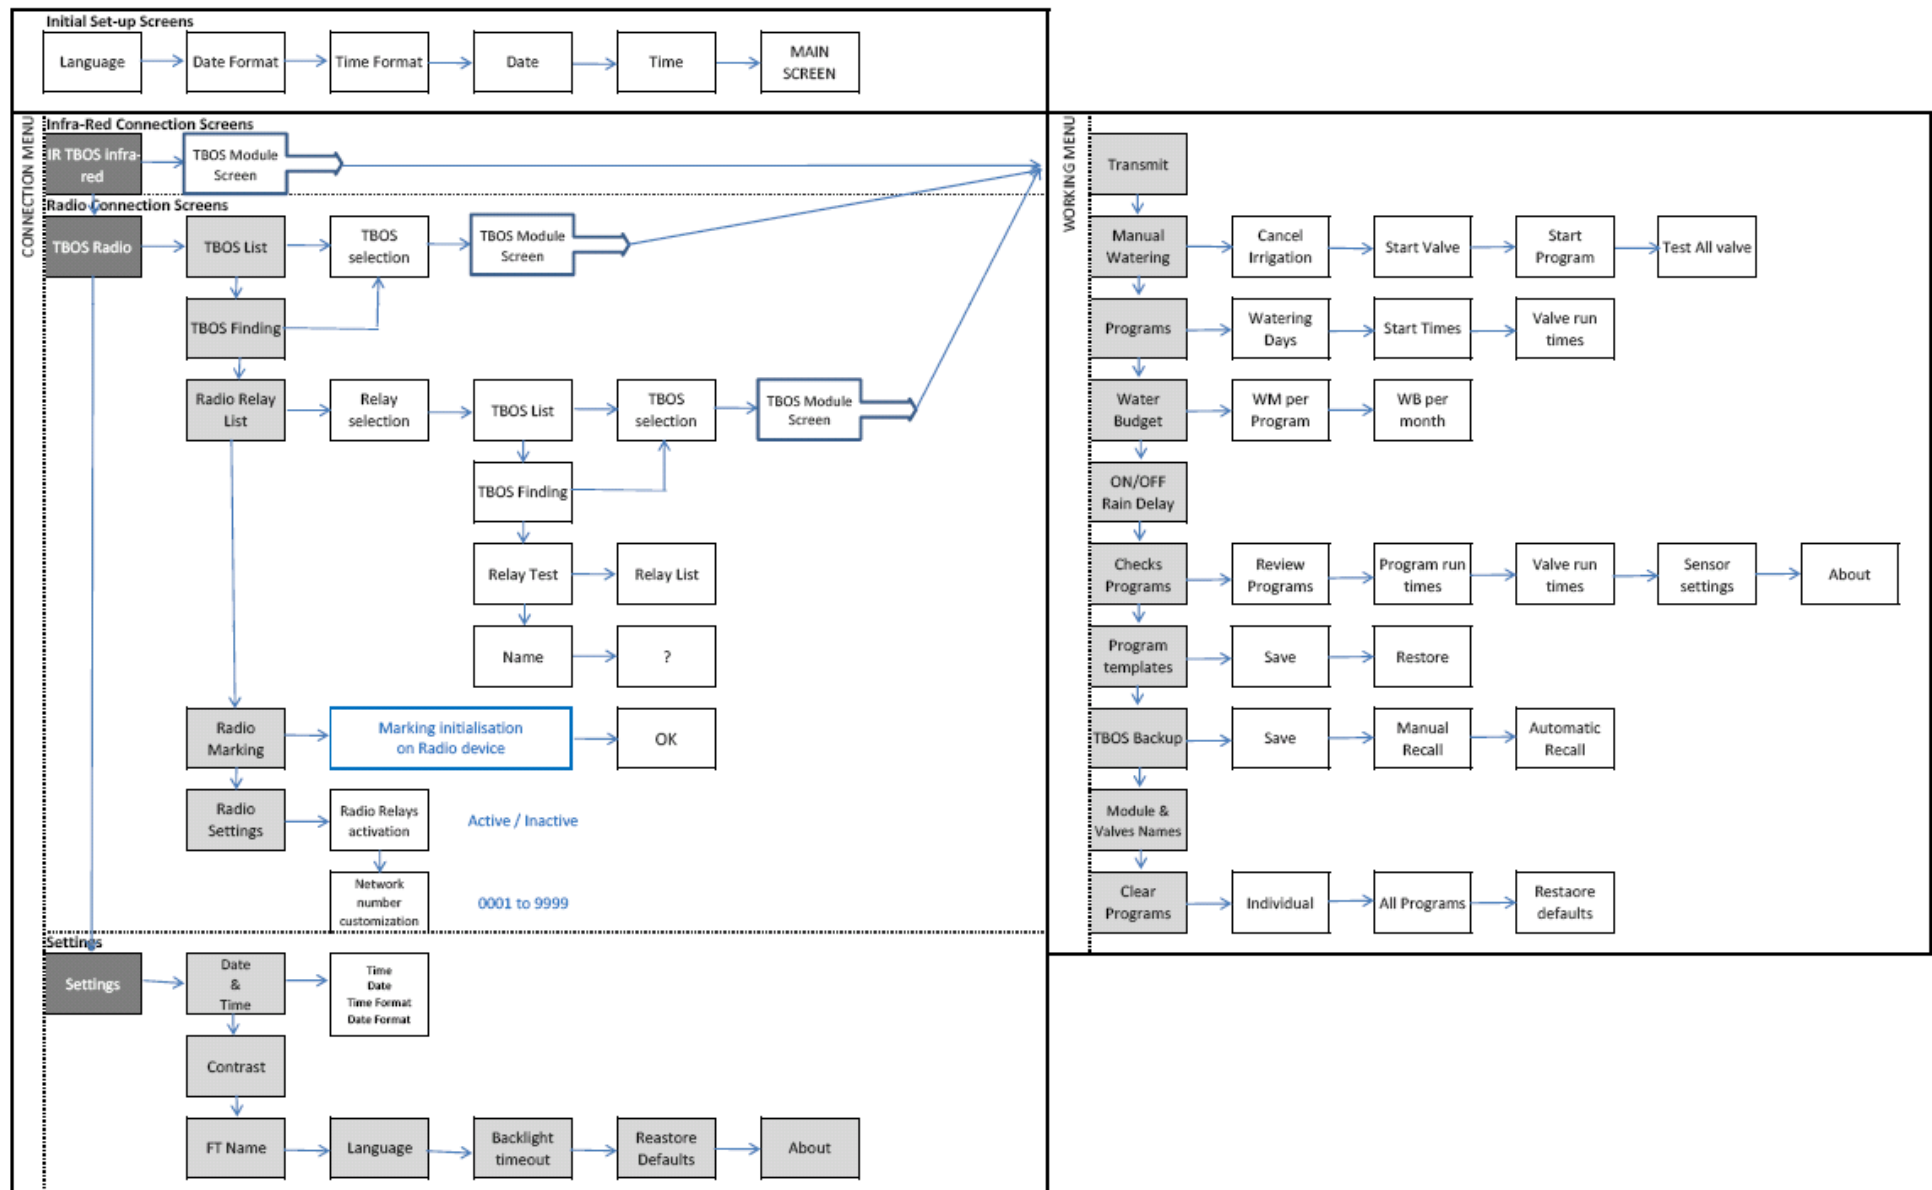 Initial Set-up Screens
Language
Date Format
Time Format
Date
Time
MAIN
SCREEN
CONNECTION MENU
Infra-Red Connection Screens
IR TBOS infra-
red
TBOS Module
Screen
Radio Connection Screens
TBOS Radio
TBOS List
TBOS
selection
TBOS Module
Screen
TBOS Finding
Radio Relay
List
Relay
selection
TBOS List
TBOS
selection
TBOS Module
Screen
TBOS Finding
Relay Test
Relay List
Name
?
Radio
Marking
Marking initialisation
on Radio device
OK
Radio
Settings
Radio Relays
activation
Active / Inactive
Network
number
customization
0001 to 9999
Settings
Settings
Date
&
Time
Time
Date
Time Format
Date Format
Contrast
FT Name
Language
Backlight
timeout
Reastore
Defaults
About
WORKING MENU
Transmit
Manual
Watering
Cancel
Irrigation
Start Valve
Start
Program
Test All valve
Programs
Watering
Days
Start Times
Valve run
times
Water
Budget
WM per
Program
WB per
month
ON/OFF
Rain Delay
Checks
Programs
Review
Programs
Program run
times
Valve run
times
Sensor
settings
About
Program
templates
Save
Restore
TBOS Backup
Save
Manual
Recall
Automatic
Recall
Module &
Valves Names
Clear
Programs
Individual
All Programs
Restaore
defaults